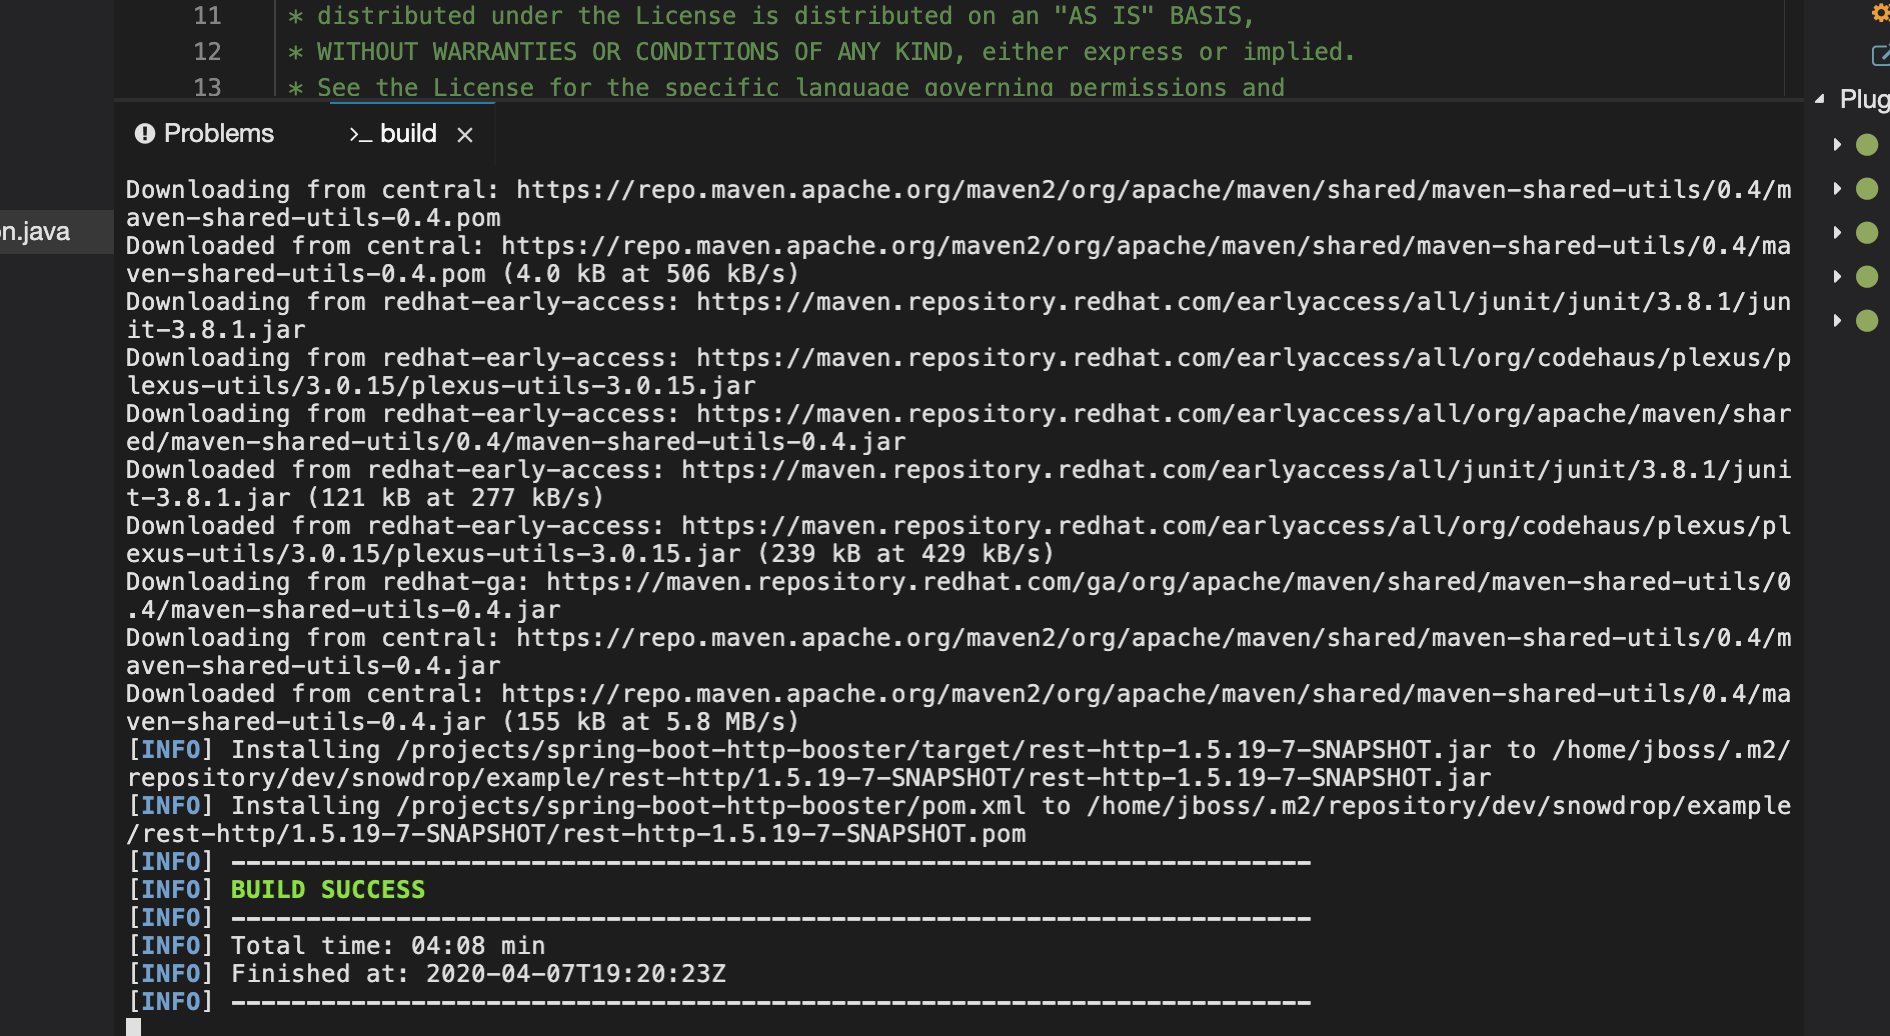 11 * distributed under the License is distributed on an "AS IS" BASIS,
12 * WITHOUT WARRANTIES OR CONDITIONS OF ANY KIND, either express or implied.
13 * See the License for the specific language governing permissions and
Plug
Problems >_ build ×
n.java
Downloading from central: https://repo.maven.apache.org/maven2/org/apache/maven/shared/maven-shared-utils/0.4/m
aven-shared-utils-0.4.pom
Downloaded from central: https://repo.maven.apache.org/maven2/org/apache/maven/shared/maven-shared-utils/0.4/ma
ven-shared-utils-0.4.pom (4.0 kB at 506 kB/s)
Downloading from redhat-early-access: https://maven.repository.redhat.com/earlyaccess/all/junit/junit/3.8.1/jun
it-3.8.1.jar
Downloading from redhat-early-access: https://maven.repository.redhat.com/earlyaccess/all/org/codehaus/plexus/p
lexus-utils/3.0.15/plexus-utils-3.0.15.jar
Downloading from redhat-early-access: https://maven.repository.redhat.com/earlyaccess/all/org/apache/maven/shar
ed/maven-shared-utils/0.4/maven-shared-utils-0.4.jar
Downloaded from redhat-early-access: https://maven.repository.redhat.com/earlyaccess/all/junit/junit/3.8.1/juni
t-3.8.1.jar (121 kB at 277 kB/s)
Downloaded from redhat-early-access: https://maven.repository.redhat.com/earlyaccess/all/org/codehaus/plexus/pl
exus-utils/3.0.15/plexus-utils-3.0.15.jar (239 kB at 429 kB/s)
Downloading from redhat-ga: https://maven.repository.redhat.com/ga/org/apache/maven/shared/maven-shared-utils/0
.4/maven-shared-utils-0.4.jar
Downloading from central: https://repo.maven.apache.org/maven2/org/apache/maven/shared/maven-shared-utils/0.4/m
aven-shared-utils-0.4.jar
Downloaded from central: https://repo.maven.apache.org/maven2/org/apache/maven/shared/maven-shared-utils/0.4/ma
ven-shared-utils-0.4.jar (155 kB at 5.8 MB/s)
[INFO] Installing /projects/spring-boot-http-booster/target/rest-http-1.5.19-7-SNAPSHOT.jar to /home/jboss/.m2/
repository/dev/snowdrop/example/rest-http/1.5.19-7-SNAPSHOT/rest-http-1.5.19-7-SNAPSHOT.jar
[INFO] Installing /projects/spring-boot-http-booster/pom.xml to /home/jboss/.m2/repository/dev/snowdrop/example
/rest-http/1.5.19-7-SNAPSHOT/rest-http-1.5.19-7-SNAPSHOT.pom
[INFO] ------------------------------------------------------------------------
[INFO] BUILD SUCCESS
[INFO] ------------------------------------------------------------------------
[INFO] Total time: 04:08 min
[INFO] Finished at: 2020-04-07T19:20:23Z
[INFO] ------------------------------------------------------------------------